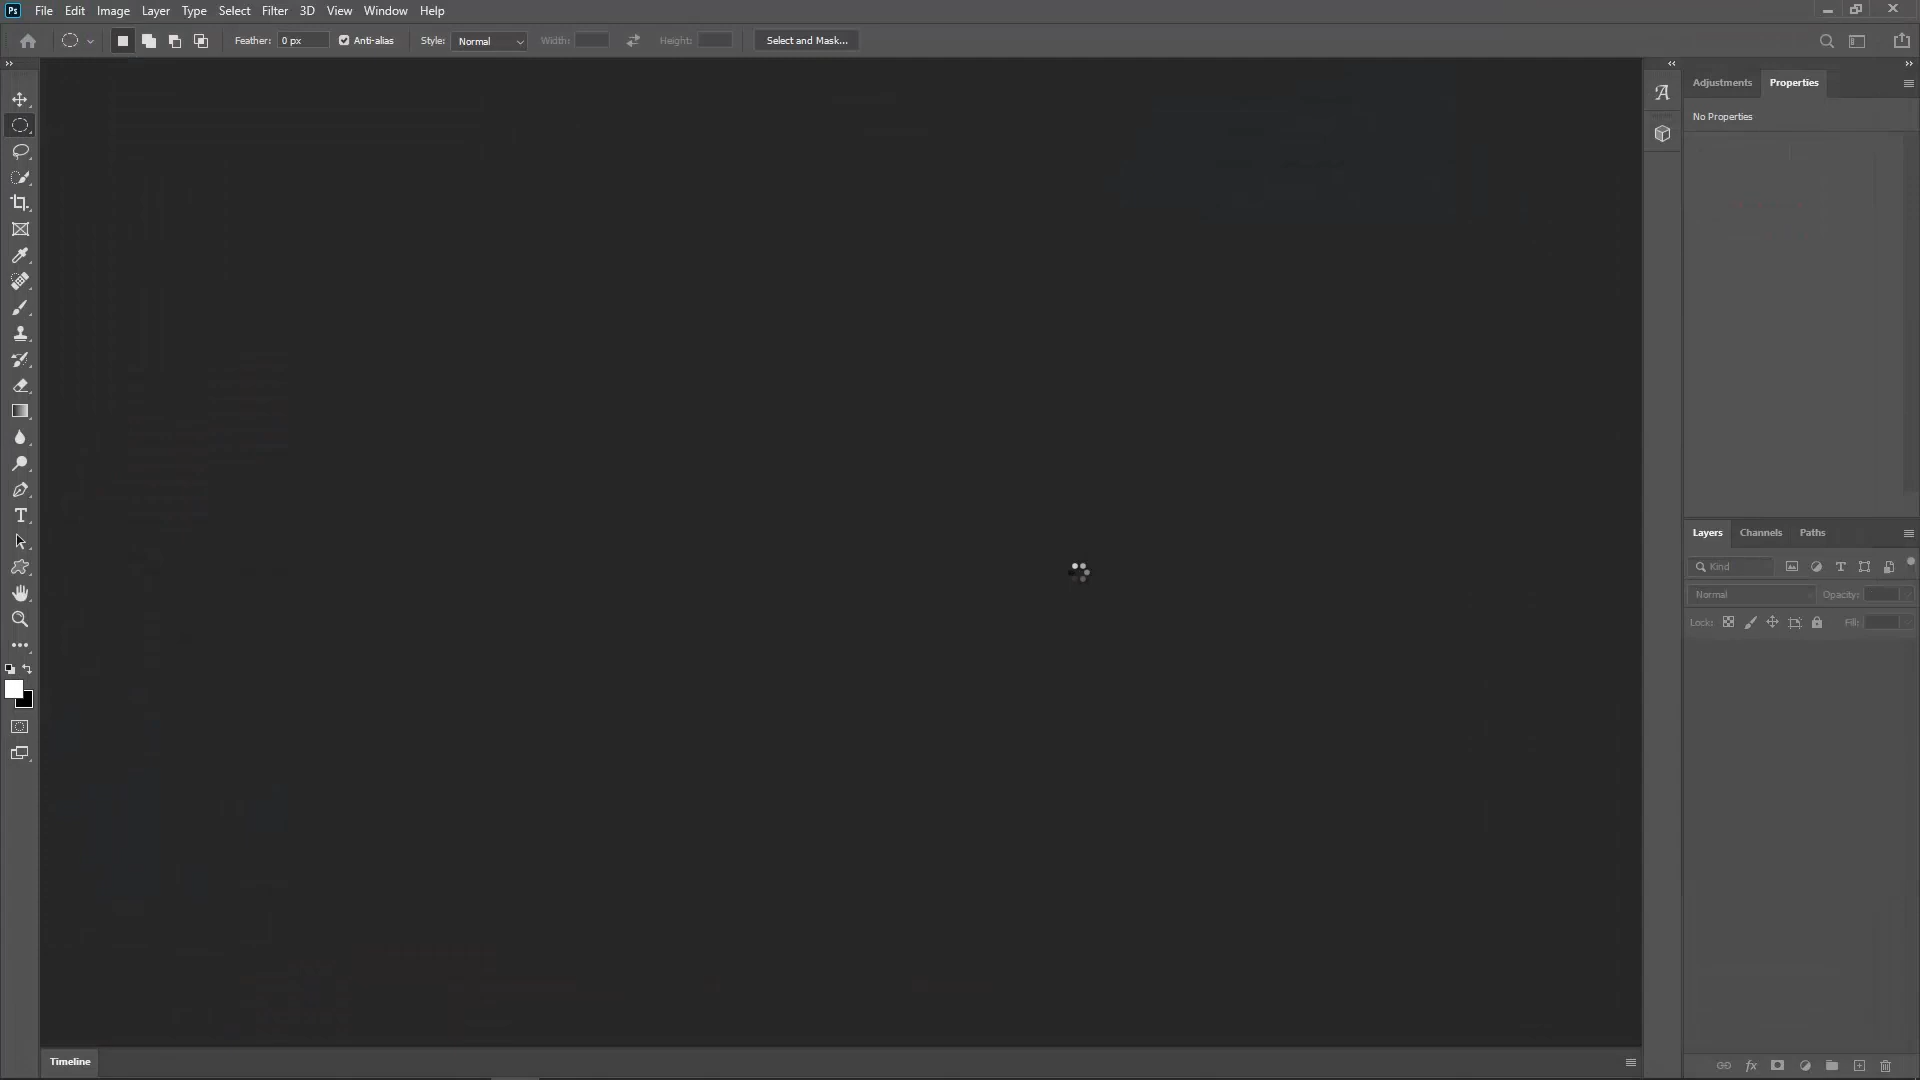 Ps File Edit Image Layer Type Select Filter 3D View Window Help
Feather: 0 px Anti-alias Style: Normal Width: Height: Select and Mask...
Adjustments Properties
No Properties
Layers Channels Paths
Kind
Normal Opacity:
Lock: Fill:
Timeline